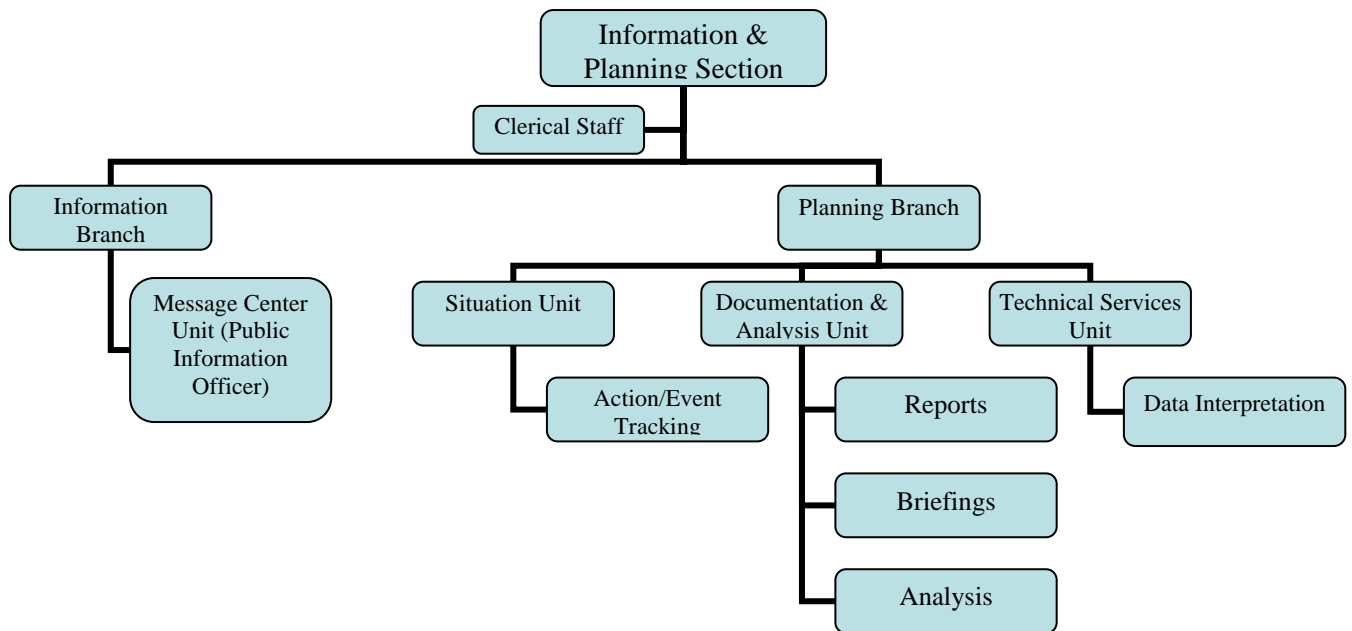 Information &
Planning Section
Clerical Staff
Information
Branch
Planning Branch
Message Center
Unit (Public
Information
Officer)
Situation Unit
Documentation &
Analysis Unit
Technical Services
Unit
Action/Event
Tracking
Reports
Data Interpretation
Briefings
Analysis